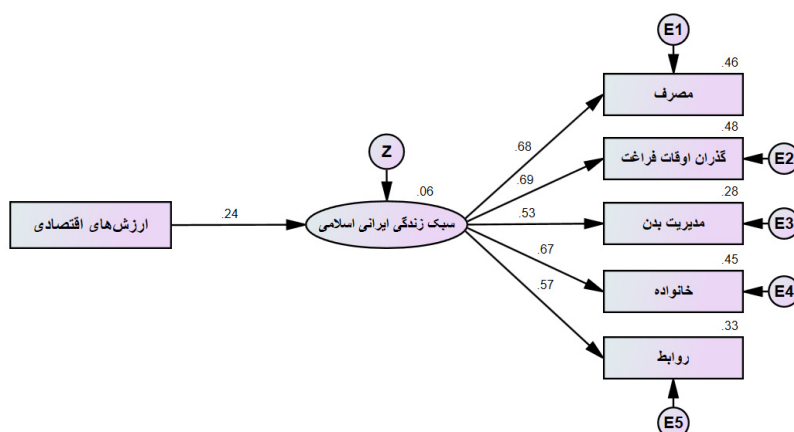 E1
.46
مصرف
.48
گذران اوقات فراغت
E2
.68
Z
.69
.06
.28
.24
.53
ارزش‌های اقتصادی
سبک زندگی ایرانی اسلامی
مدیریت بدن
E3
.67
.45
.57
خانواده
E4
.33
روابط
E5